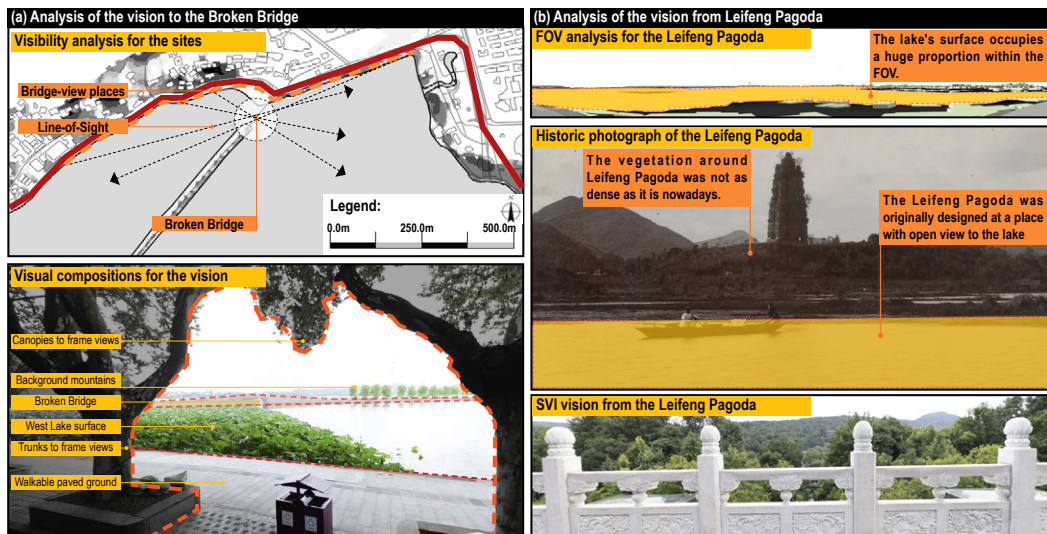 (a) Analysis of the vision to the Broken Bridge
Visibility analysis for the sites
Bridge-view places
Line-of-Sight
Broken Bridge
Legend:
N
0.0m
250.0m
500.0m
Visual compositions for the vision
Canopies to frame views
Background mountains
Broken Bridge
West Lake surface
Trunks to frame views
Walkable paved ground
(b) Analysis of the vision from Leifeng Pagoda
FOV analysis for the Leifeng Pagoda
The lake's surface occupies
a huge proportion within the
FOV.
Historic photograph of the Leifeng Pagoda
The vegetation around
Leifeng Pagoda was not as
dense as it is nowadays.
The Leifeng Pagoda was
originally designed at a place
with open view to the lake
SVI vision from the Leifeng Pagoda